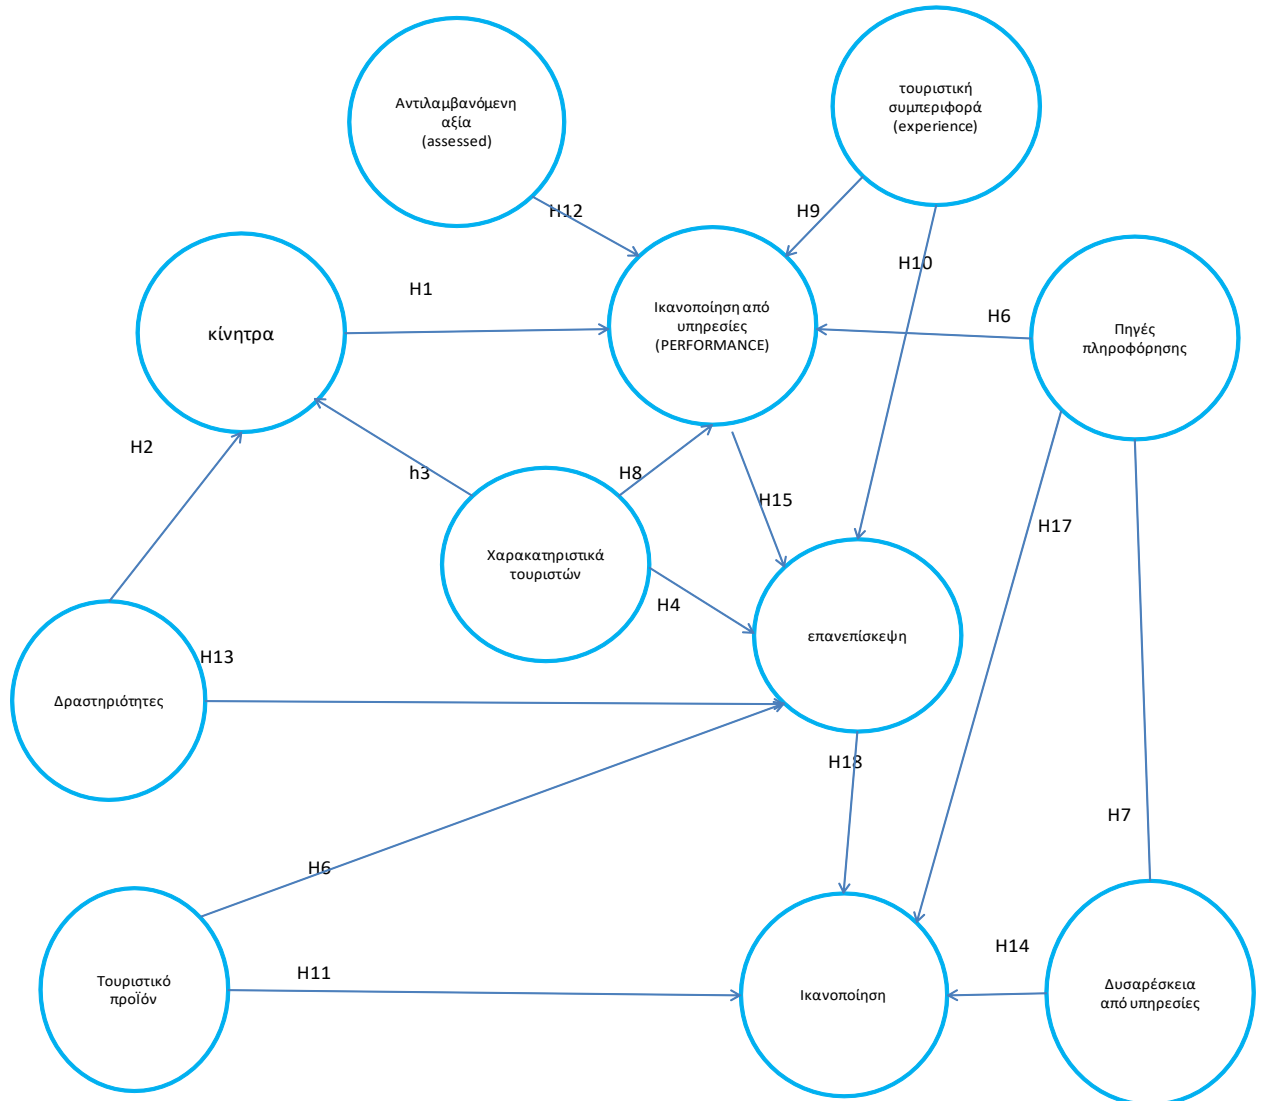 Αντιλαμβανόμενη
αξία
(assessed)
τουριστική
συμπεριφορά
(experience)
H12
H9
H10
H1
κίνητρα
Ικανοποίηση από
υπηρεσίες
(PERFORMANCE)
H6
Πηγές
πληροφόρησης
H2
h3
H8
H15
H17
Χαρακατηριστικά
τουριστών
H4
επανεπίσκεψη
H13
Δραστηριότητες
H18
H7
H6
H11
H14
Τουριστικό
προΪόν
Ικανοποίηση
Δυσαρέσκεια
από υπηρεσίες